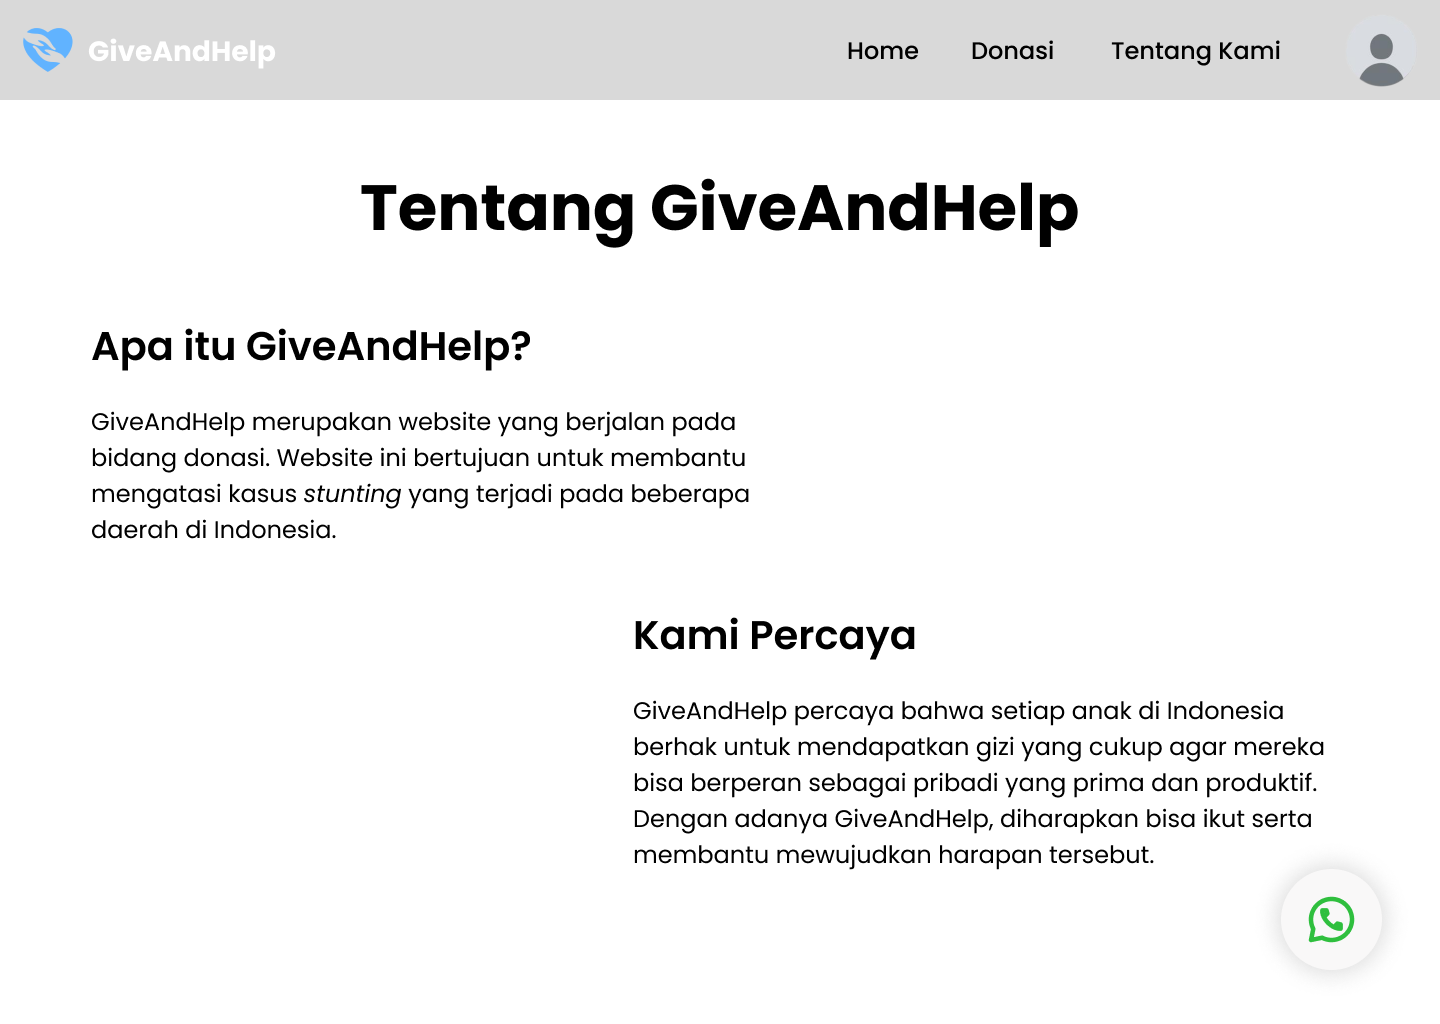 GiveAndHelp
Home
Donasi
Tentang Kami
Tentang GiveAndHelp
Apa itu GiveAndHelp?
GiveAndHelp merupakan website yang berjalan pada
bidang donasi. Website ini bertujuan untuk membantu
mengatasi kasus stunting yang terjadi pada beberapa
daerah di Indonesia.
Kami Percaya
GiveAndHelp percaya bahwa setiap anak di Indonesia
berhak untuk mendapatkan gizi yang cukup agar mereka
bisa berperan sebagai pribadi yang prima dan produktif.
Dengan adanya GiveAndHelp, diharapkan bisa ikut serta
membantu mewujudkan harapan tersebut.